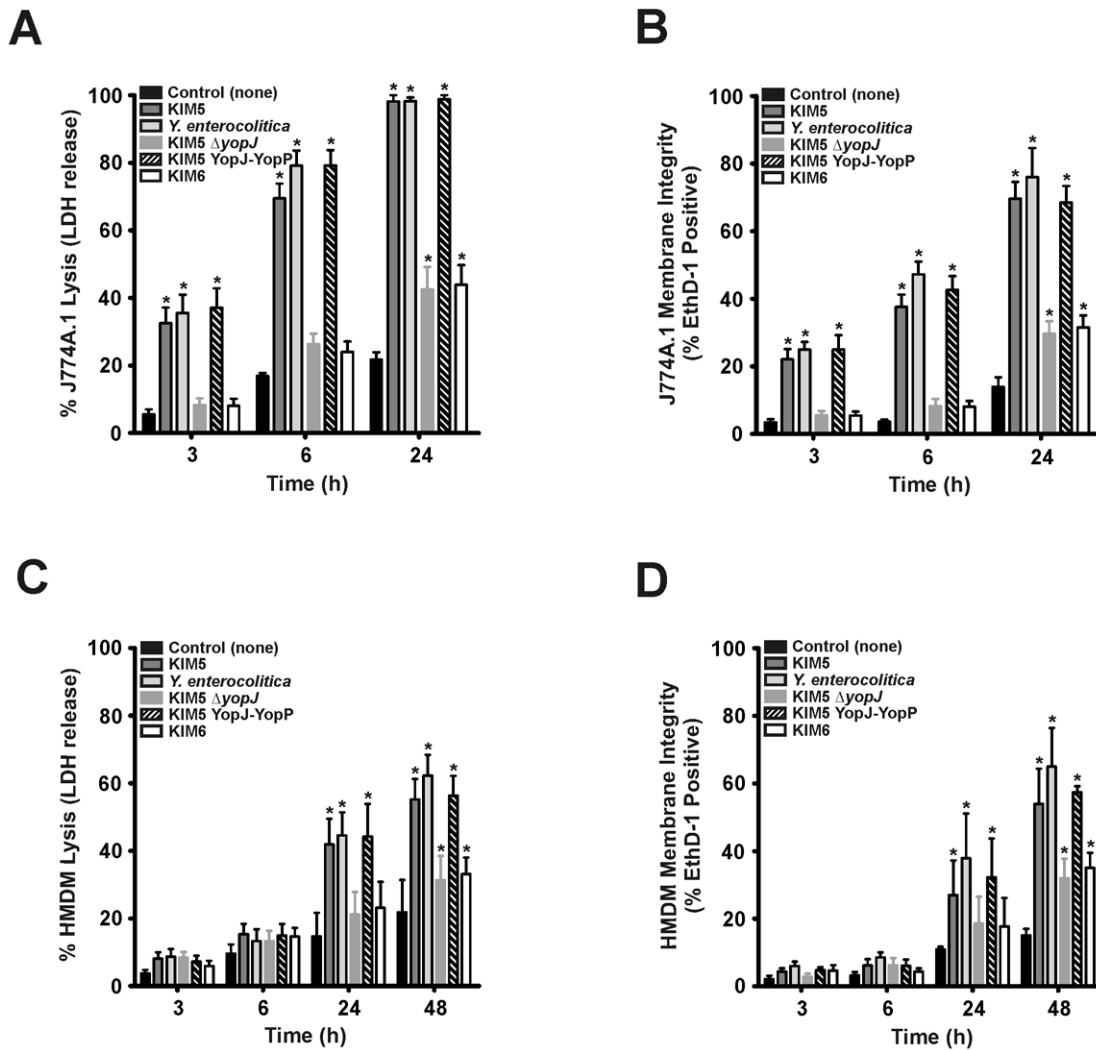 A
% J774A.1 Lysis (LDH release)
100
80
60
40
20
0
Control (none)
KIM5
Y. enterocolitica
KIM5 ΔyopJ
KIM5 YopJ-YopP
KIM6
* * *
* * *
* * * * *
3 6 24
Time (h)
B
J774A.1 Membrane Integrity
(% EthD-1 Positive)
100
80
60
40
20
0
Control (none)
KIM5
Y. enterocolitica
KIM5 ΔyopJ
KIM5 YopJ-YopP
KIM6
* * *
* * *
* * * * *
3 6 24
Time (h)
C
% HMDM Lysis (LDH release)
100
80
60
40
20
0
Control (none)
KIM5
Y. enterocolitica
KIM5 ΔyopJ
KIM5 YopJ-YopP
KIM6
* * *
* * * * *
3 6 24 48
Time (h)
D
HMDM Membrane Integrity
(% EthD-1 Positive)
100
80
60
40
20
0
Control (none)
KIM5
Y. enterocolitica
KIM5 ΔyopJ
KIM5 YopJ-YopP
KIM6
* * *
* * * * *
3 6 24 48
Time (h)